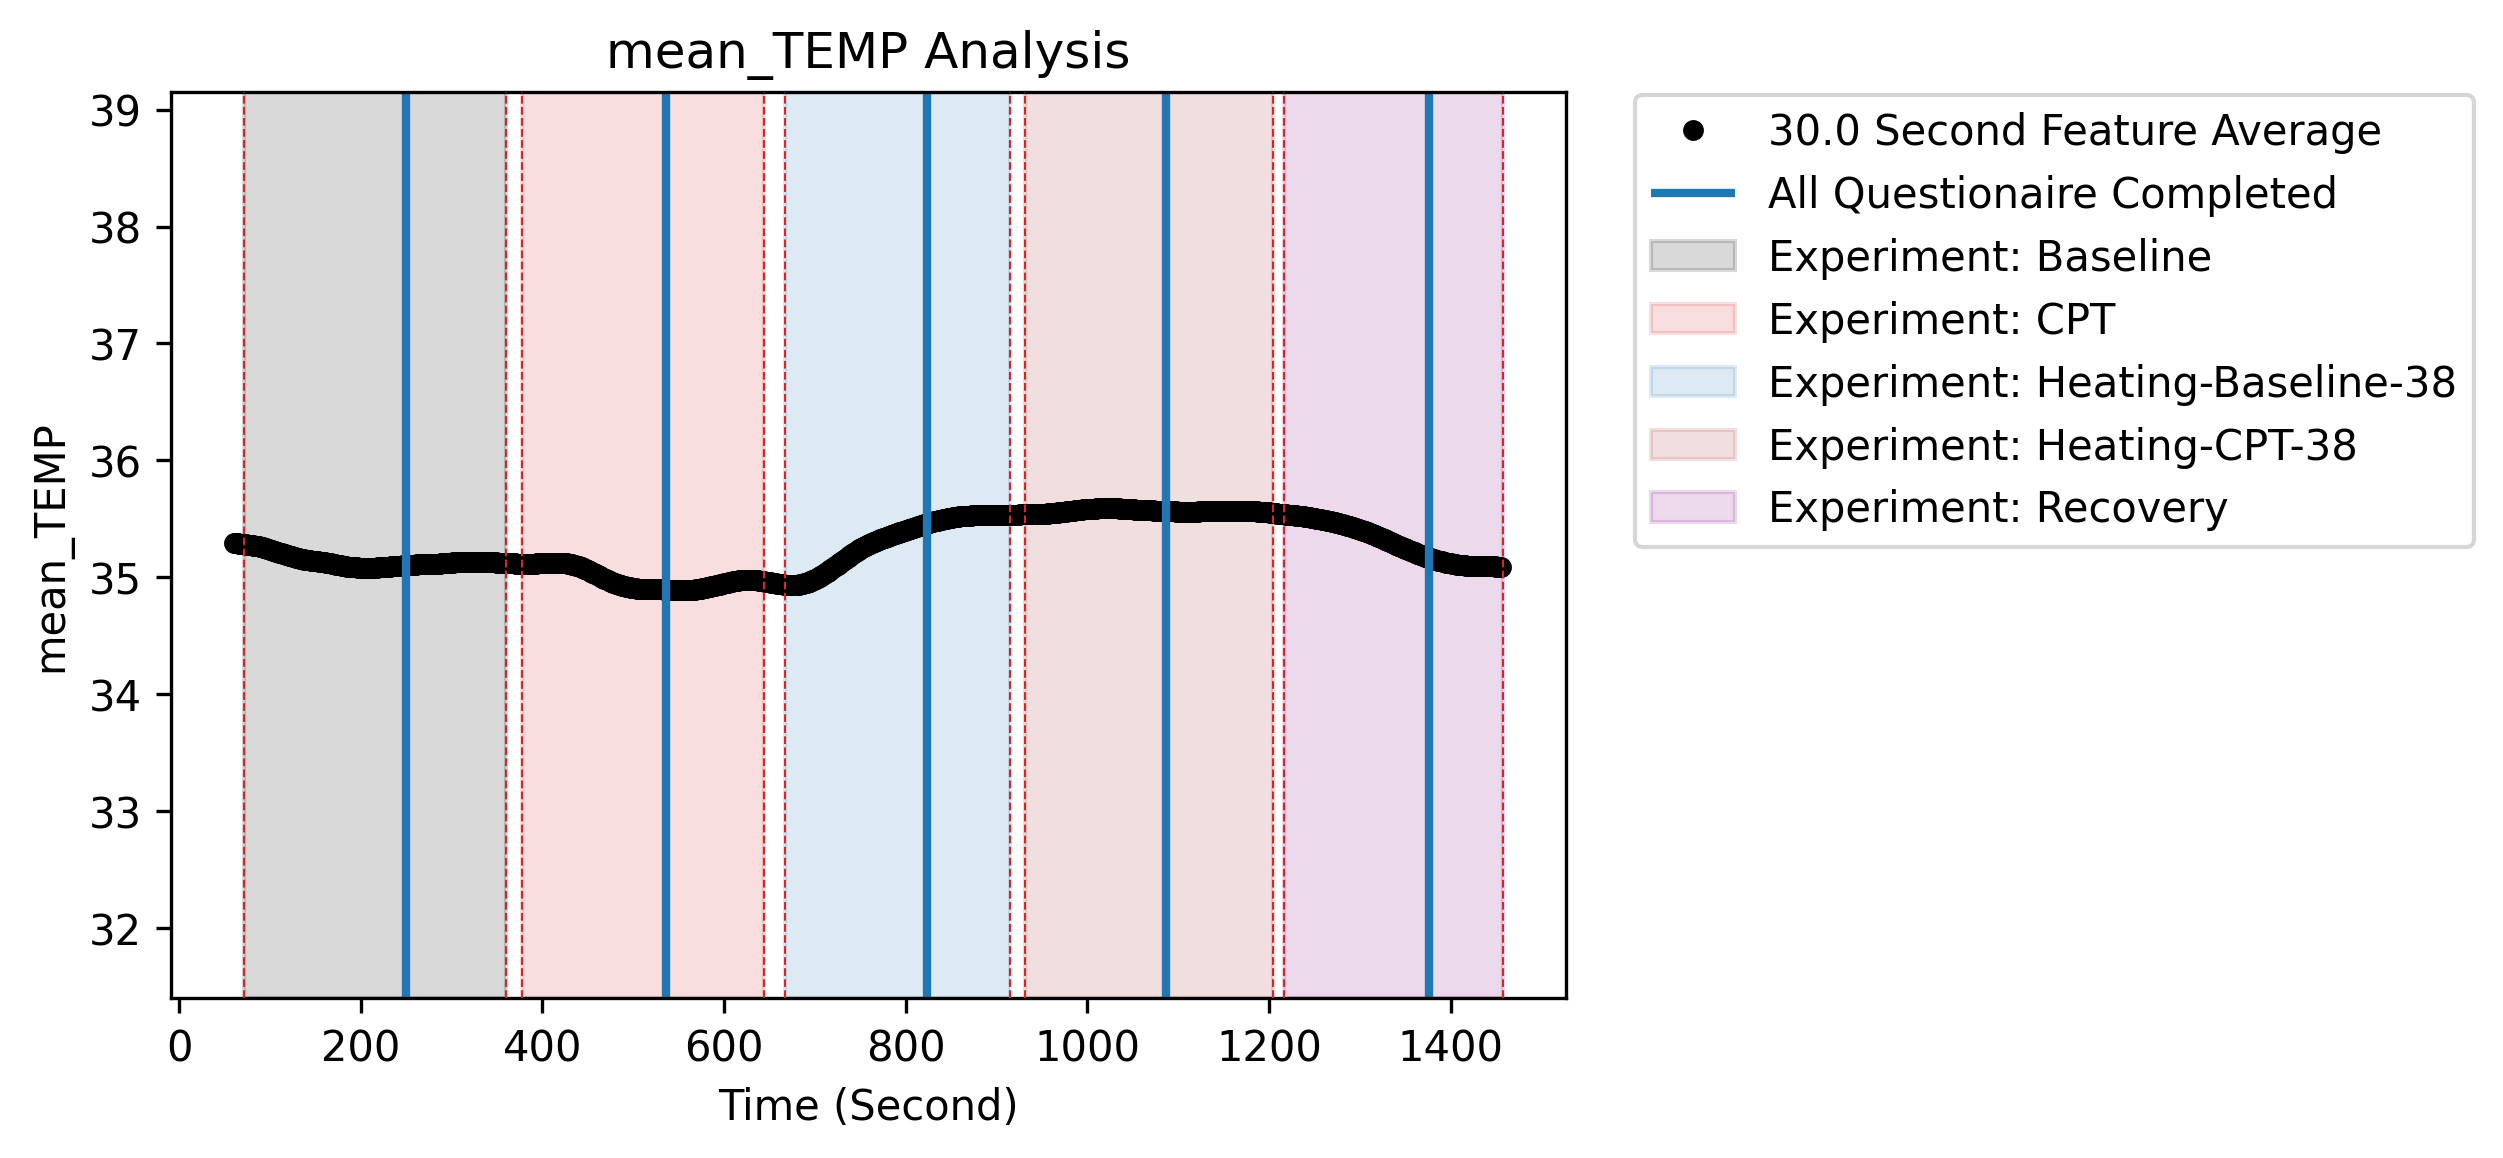 mean_TEMP Analysis
39
38
37
36
35
34
33
32
mean_TEMP
0 200 400 600 800 1000 1200 1400
Time (Second)
30.0 Second Feature Average
All Questionaire Completed
Experiment: Baseline
Experiment: CPT
Experiment: Heating-Baseline-38
Experiment: Heating-CPT-38
Experiment: Recovery